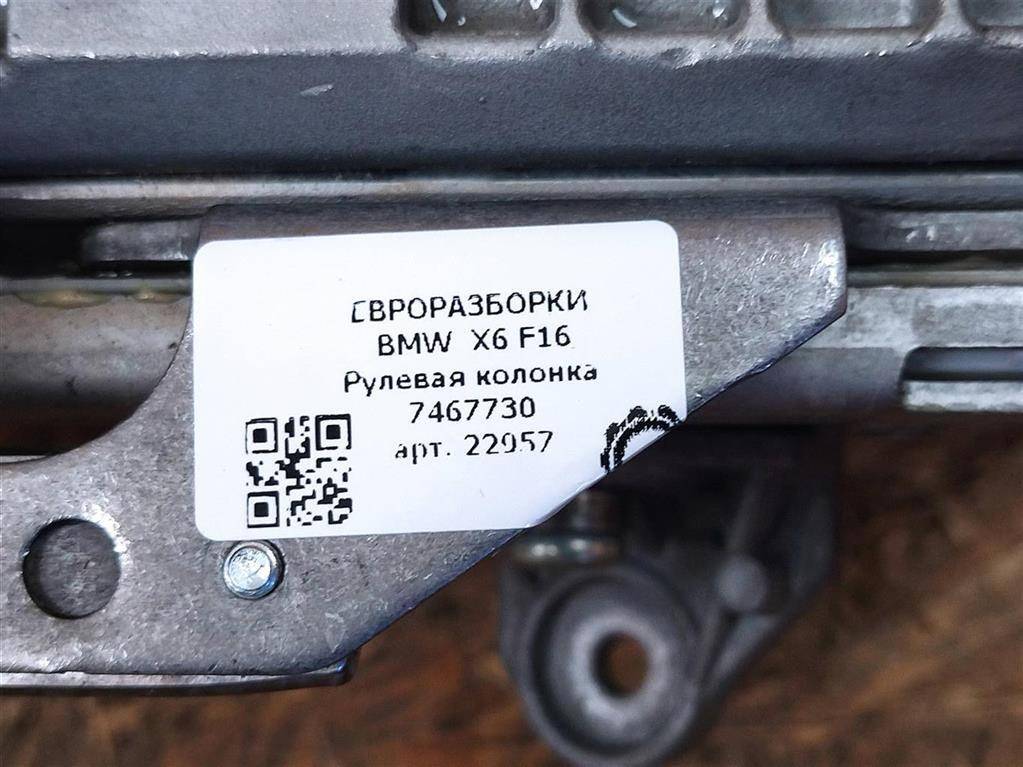 ЕВРОРАЗБОРКИ
BMW X6 F16
Рулевая колонка
7467730
арт. 22957